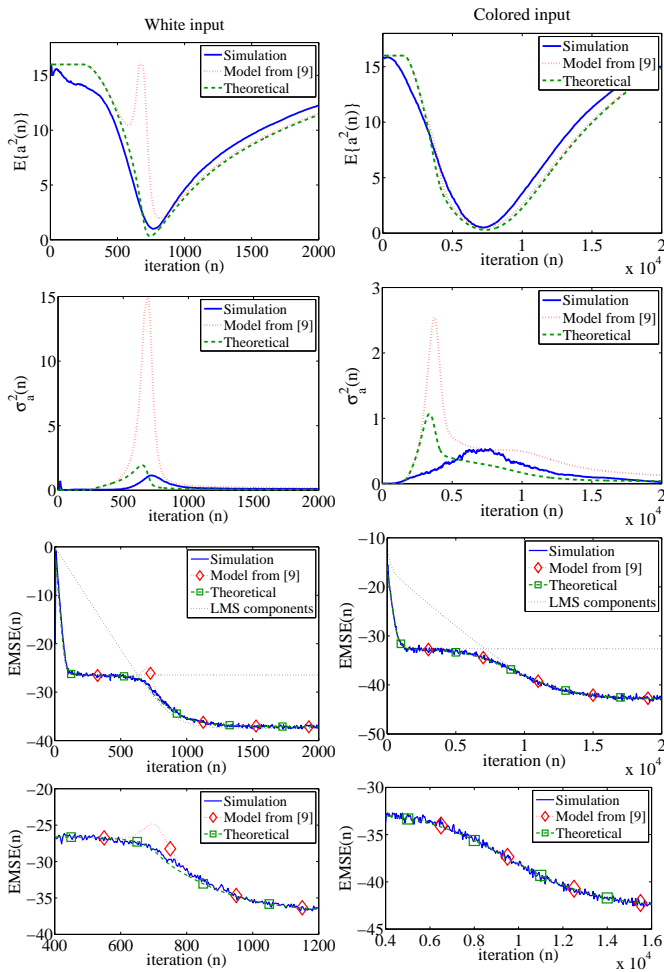 White input
15
10
5
0
E{a²(n)}
Simulation
Model from [9]
Theoretical
0 500 1000 1500 2000
iteration (n)
Colored input
15
10
5
0
E{a²(n)}
Simulation
Model from [9]
Theoretical
0 0.5 1 1.5 2
iteration (n)
x 10⁴
15
10
5
0
σₐ²(n)
Simulation
Model from [9]
Theoretical
0 500 1000 1500 2000
iteration (n)
3
2
1
0
σₐ²(n)
Simulation
Model from [9]
Theoretical
0 0.5 1 1.5 2
iteration (n)
x 10⁴
0
−10
−20
−30
−40
EMSE(n)
Simulation
Model from [9]
Theoretical
LMS components
0 500 1000 1500 2000
iteration (n)
−10
−20
−30
−40
−50
EMSE(n)
Simulation
Model from [9]
Theoretical
LMS components
0 0.5 1 1.5 2
iteration (n)
x 10⁴
−20
−25
−30
−35
−40
EMSE(n)
Simulation
Model from [9]
Theoretical
400 600 800 1000 1200
iteration (n)
−30
−35
−40
−45
EMSE(n)
Simulation
Model from [9]
Theoretical
0.4 0.6 0.8 1 1.2 1.4 1.6
iteration (n)
x 10⁴